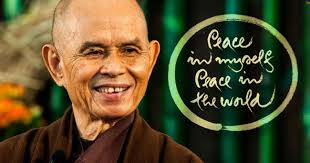 Peace
in myself
Peace in
the world